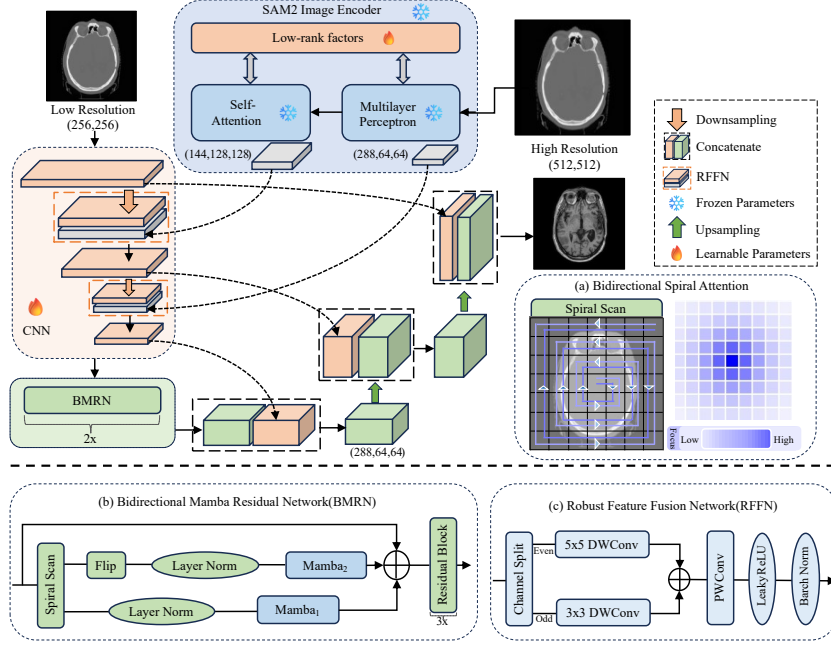 SAM2 Image Encoder
Low-rank factors
Self-
Attention
Multilayer
Perceptron
(144,128,128)
(288,64,64)
Low Resolution
(256,256)
High Resolution
(512,512)
Downsampling
Concatenate
RFFN
Frozen Parameters
Upsampling
Learnable Parameters
CNN
BMRN
2x
(288,64,64)
(a) Bidirectional Spiral Attention
Spiral Scan
Focus
Low
High
(b) Bidirectional Mamba Residual Network(BMRN)
Spiral Scan
Flip
Layer Norm
Mamba2
Layer Norm
Mamba1
Residual Block
3x
(c) Robust Feature Fusion Network(RFFN)
Channel Split
Even
5x5 DWConv
Odd
3x3 DWConv
PWConv
LeakyReLU
Barch Norm